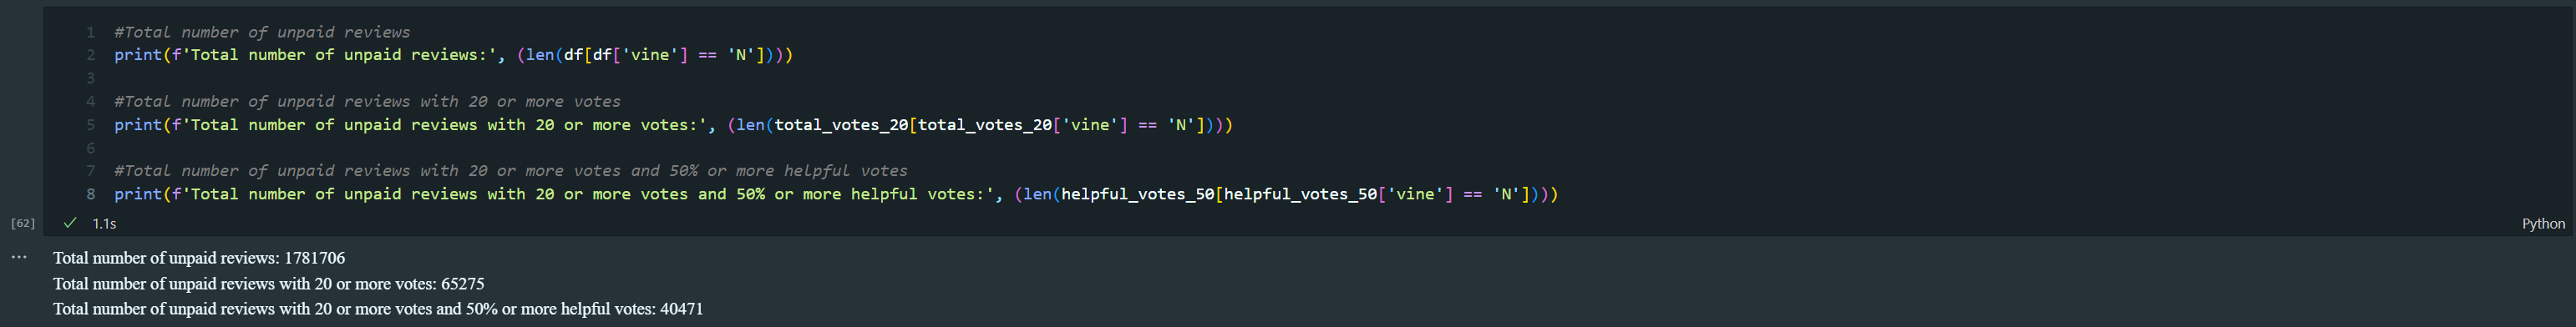 1 #Total number of unpaid reviews
2 print(f'Total number of unpaid reviews:', (len(df[df['vine'] == 'N'])))
3
4 #Total number of unpaid reviews with 20 or more votes
5 print(f'Total number of unpaid reviews with 20 or more votes:', (len(total_votes_20[total_votes_20['vine'] == 'N'])))
6
7 #Total number of unpaid reviews with 20 or more votes and 50% or more helpful votes
8 print(f'Total number of unpaid reviews with 20 or more votes and 50% or more helpful votes:', (len(helpful_votes_50[helpful_votes_50['vine'] == 'N'])))
[62] ✓ 1.1s Python
... Total number of unpaid reviews: 1781706
Total number of unpaid reviews with 20 or more votes: 65275
Total number of unpaid reviews with 20 or more votes and 50% or more helpful votes: 40471